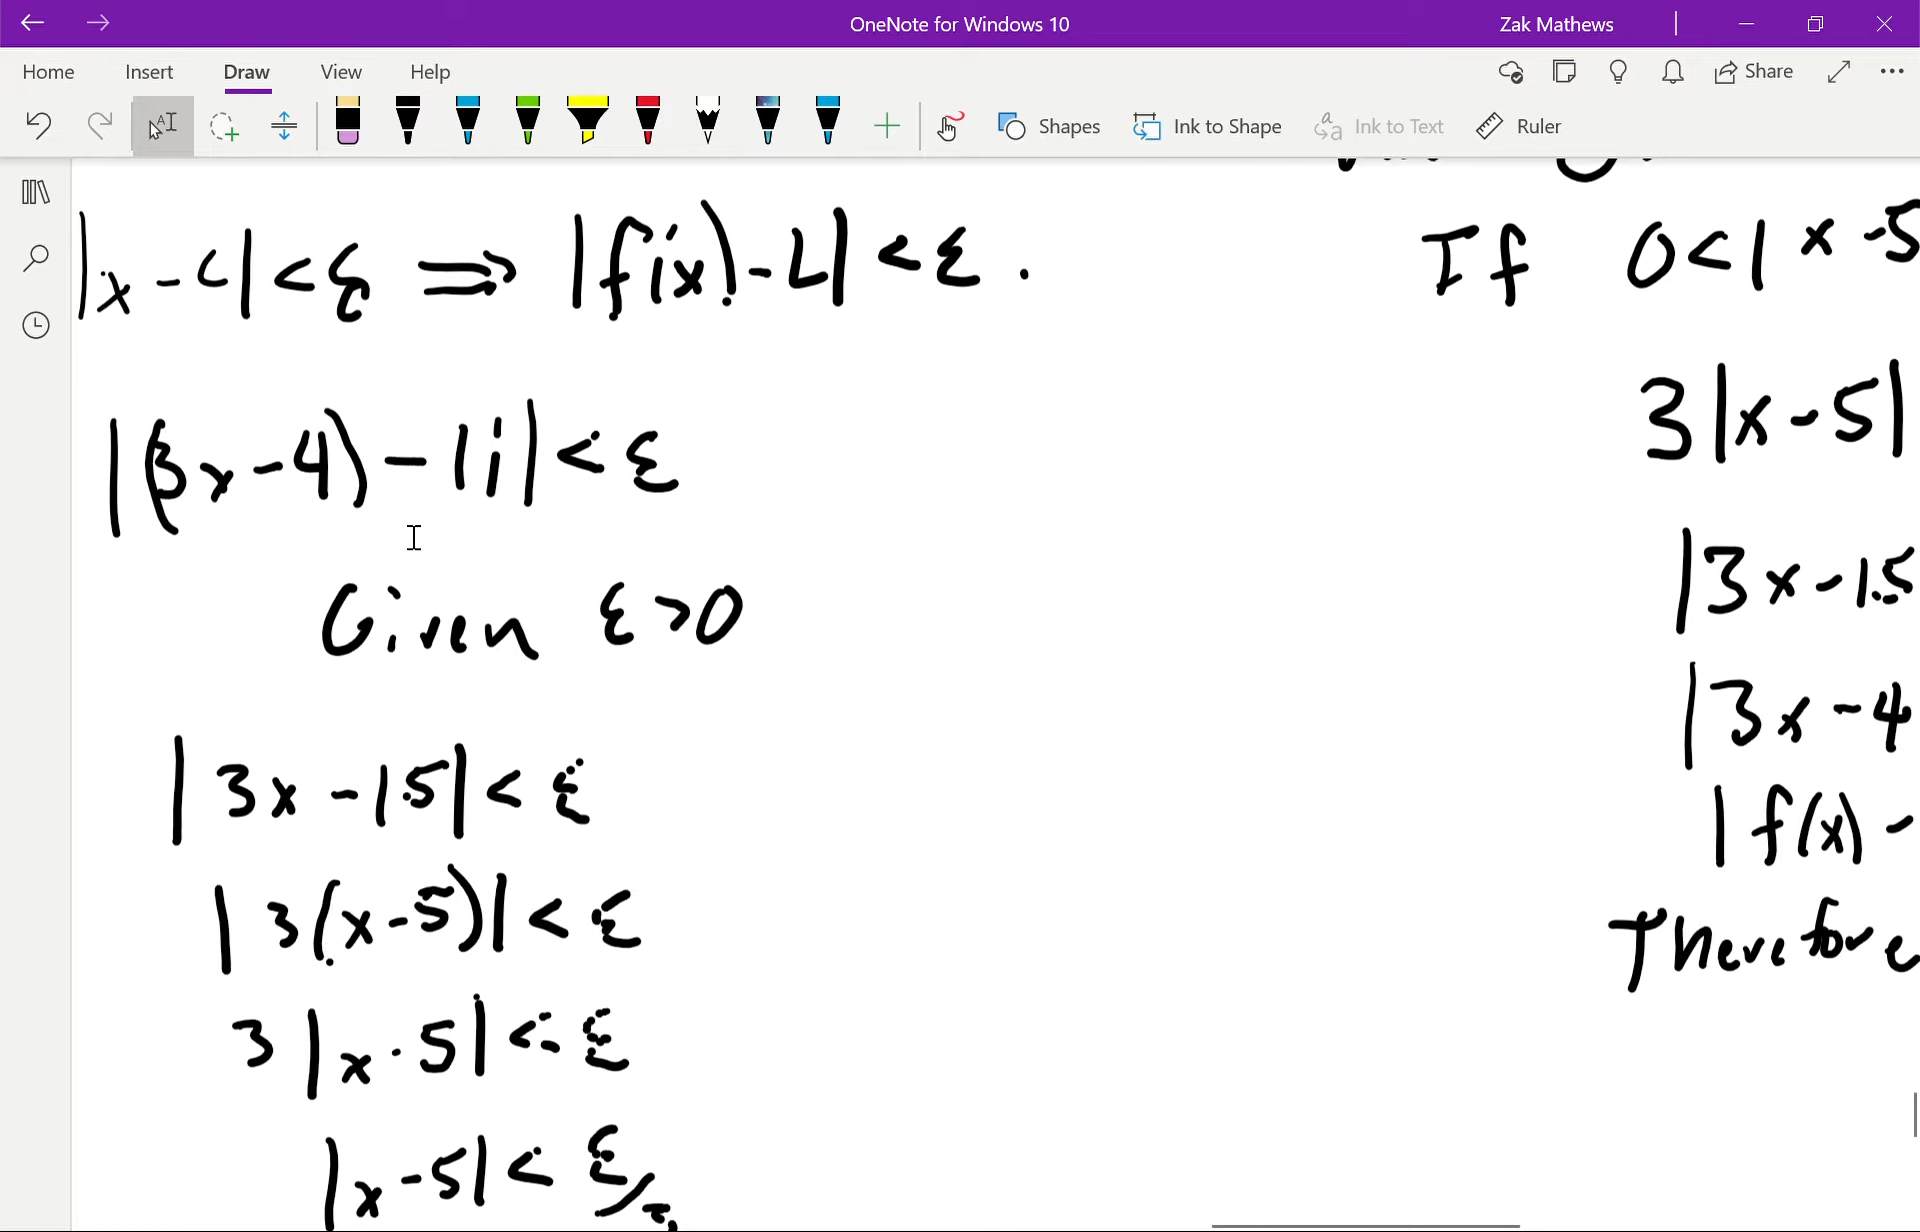 OneNote for Windows 10
Zak Mathews
Home Insert Draw View Help
Share
Shapes Ink to Shape Ink to Text Ruler
|x-c|<ε ⇒ |f(x)-L|<ε.
|(3x-4)-11|<ε
Given ε>0
|3x-15|<ε
|3(x-5)|<ε
3|x-5|<ε
|x-5|<ε/3
If 0<|x-5
3|x-5|
|3x-15
|3x-4
|f(x)-
Therefore